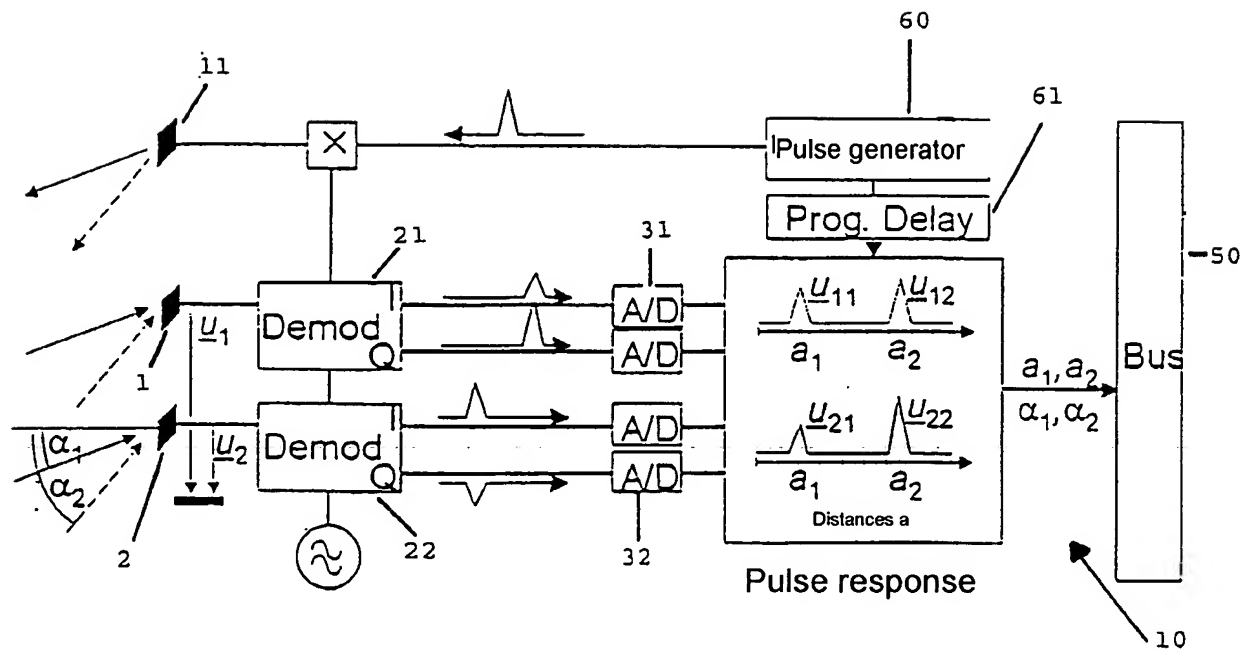 60
11
61
X
Pulse generator
Prog. Delay
21
31
50
I
A/D
u₁₁ u₁₂
u₁
Demod
Q
A/D
a₁ a₂
Bus
1
a₁, a₂
α₁, α₂
I
A/D
u₂₁ u₂₂
α₁
u₂
Demod
Q
A/D
α₂
a₁ a₂
Distances a
2
22
32
Pulse response
10